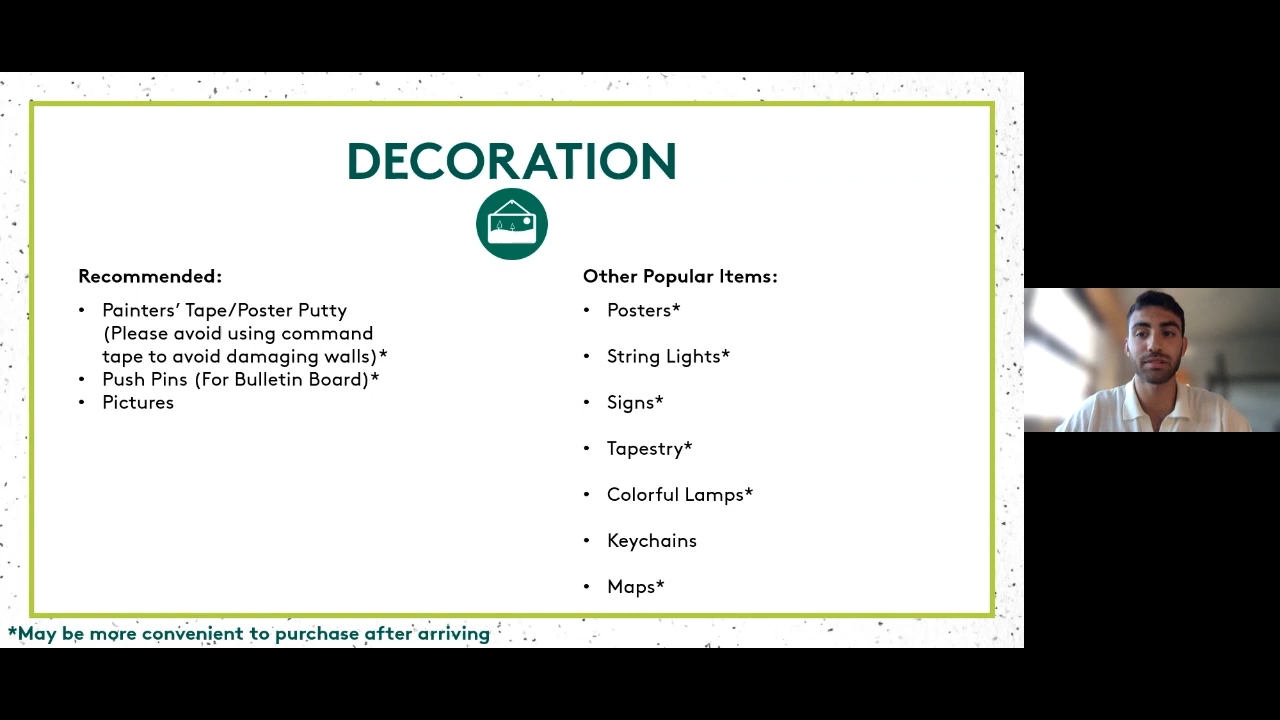 DECORATION
Recommended:
• Painters’ Tape/Poster Putty
(Please avoid using command
tape to avoid damaging walls)*
• Push Pins (For Bulletin Board)*
• Pictures
Other Popular Items:
• Posters*
• String Lights*
• Signs*
• Tapestry*
• Colorful Lamps*
• Keychains
• Maps*
*May be more convenient to purchase after arriving